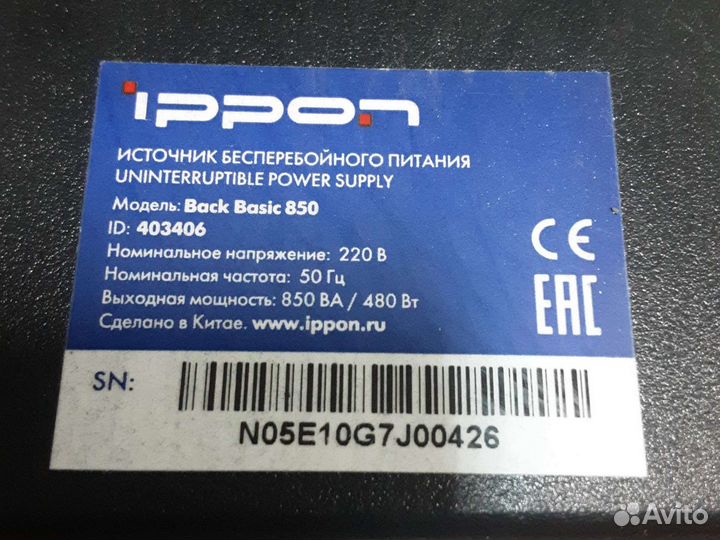 ippon
ИСТОЧНИК БЕСПЕРЕБОЙНОГО ПИТАНИЯ
UNINTERRUPTIBLE POWER SUPPLY
Модель: Back Basic 850
ID: 403406
Номинальное напряжение: 220 В
Номинальная частота: 50 Гц
Выходная мощность: 850 ВА / 480 Вт
Сделано в Китае. www.ippon.ru
CE
EAC
SN:
N05E10G7J00426
Avito